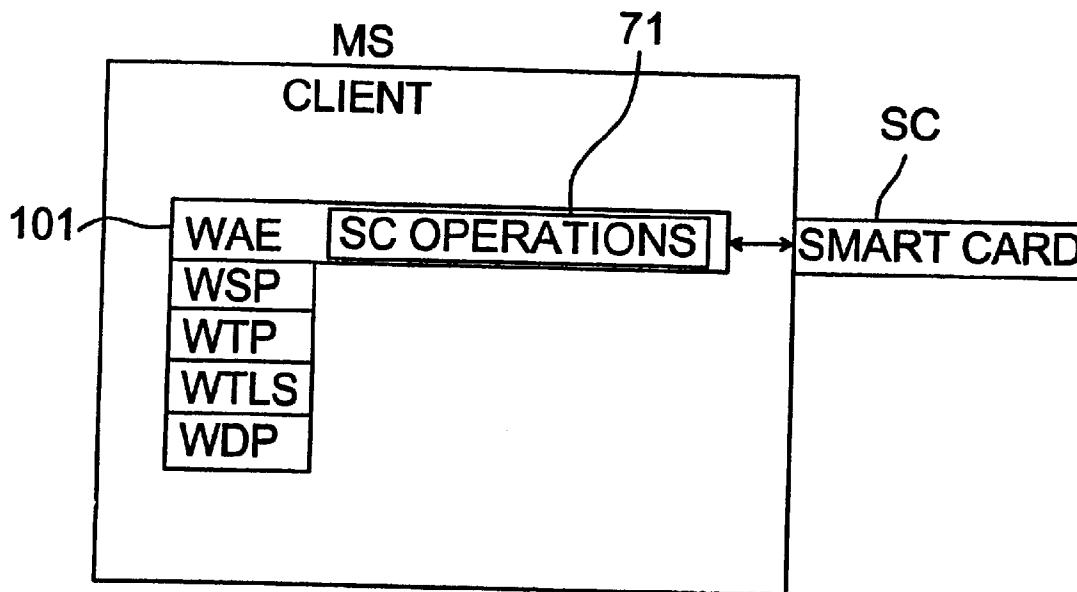 MS
71
CLIENT
SC
101
WAE
SC OPERATIONS
SMART CARD
WSP
WTP
WTLS
WDP